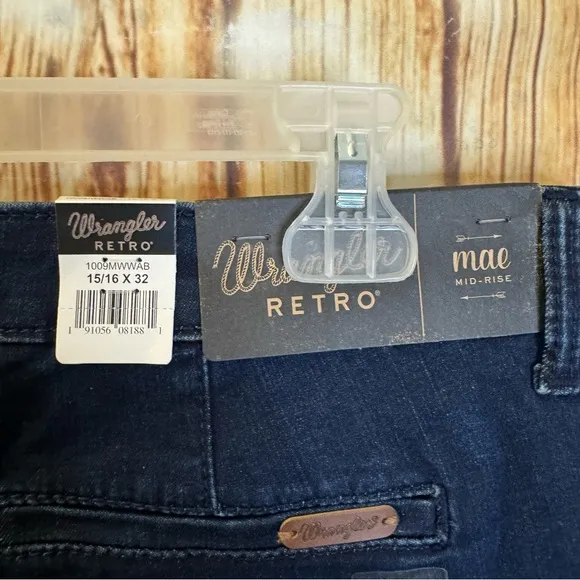 Wrangler
RETRO®
1009MWWAB
15/16 X 32
1 91056 08188 1
Wrangler
RETRO®
mae
MID-RISE
Wrangler